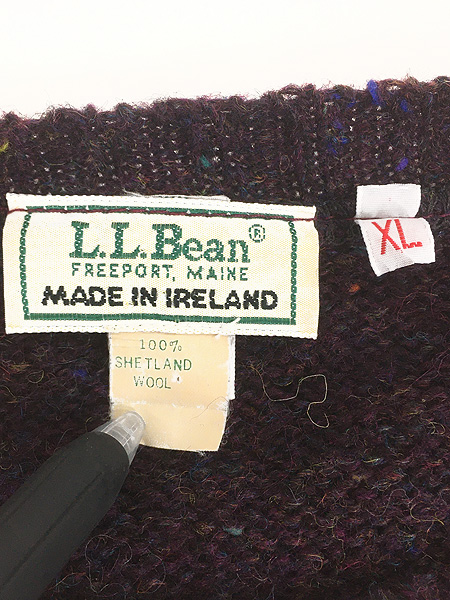 L.L.Bean®
FREEPORT, MAINE
MADE IN IRELAND
XL
100%
SHETLAND
WOOL